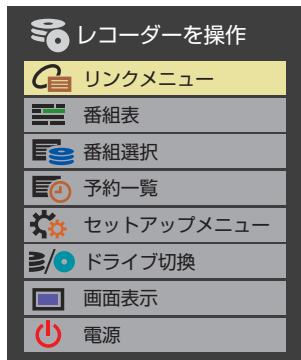 レコーダーを操作
リンクメニュー
番組表
番組選択
予約一覧
セットアップメニュー
ドライブ切換
画面表示
電源